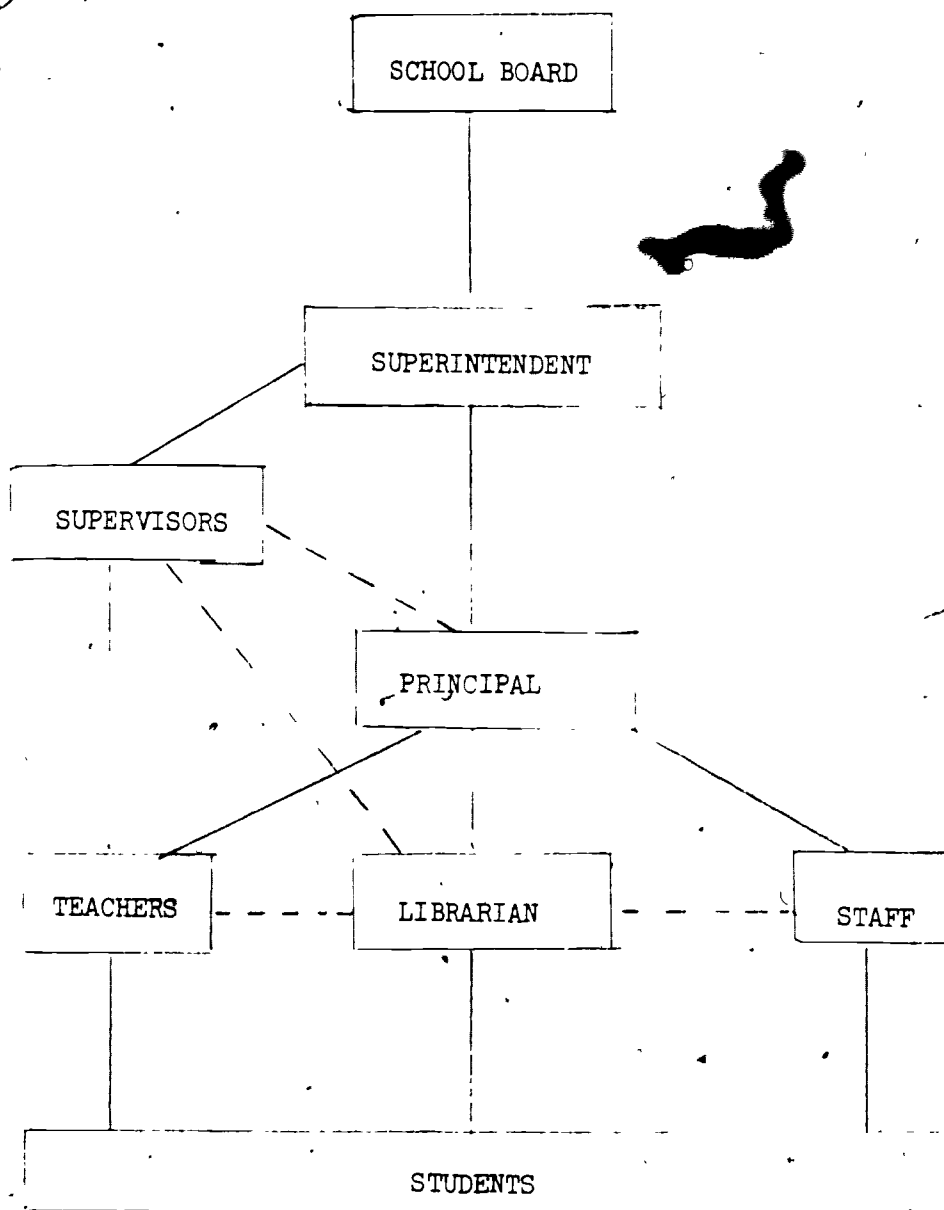 SCHOOL BOARD
SUPERINTENDENT
SUPERVISORS
PRINCIPAL
TEACHERS
LIBRARIAN
STAFF
STUDENTS